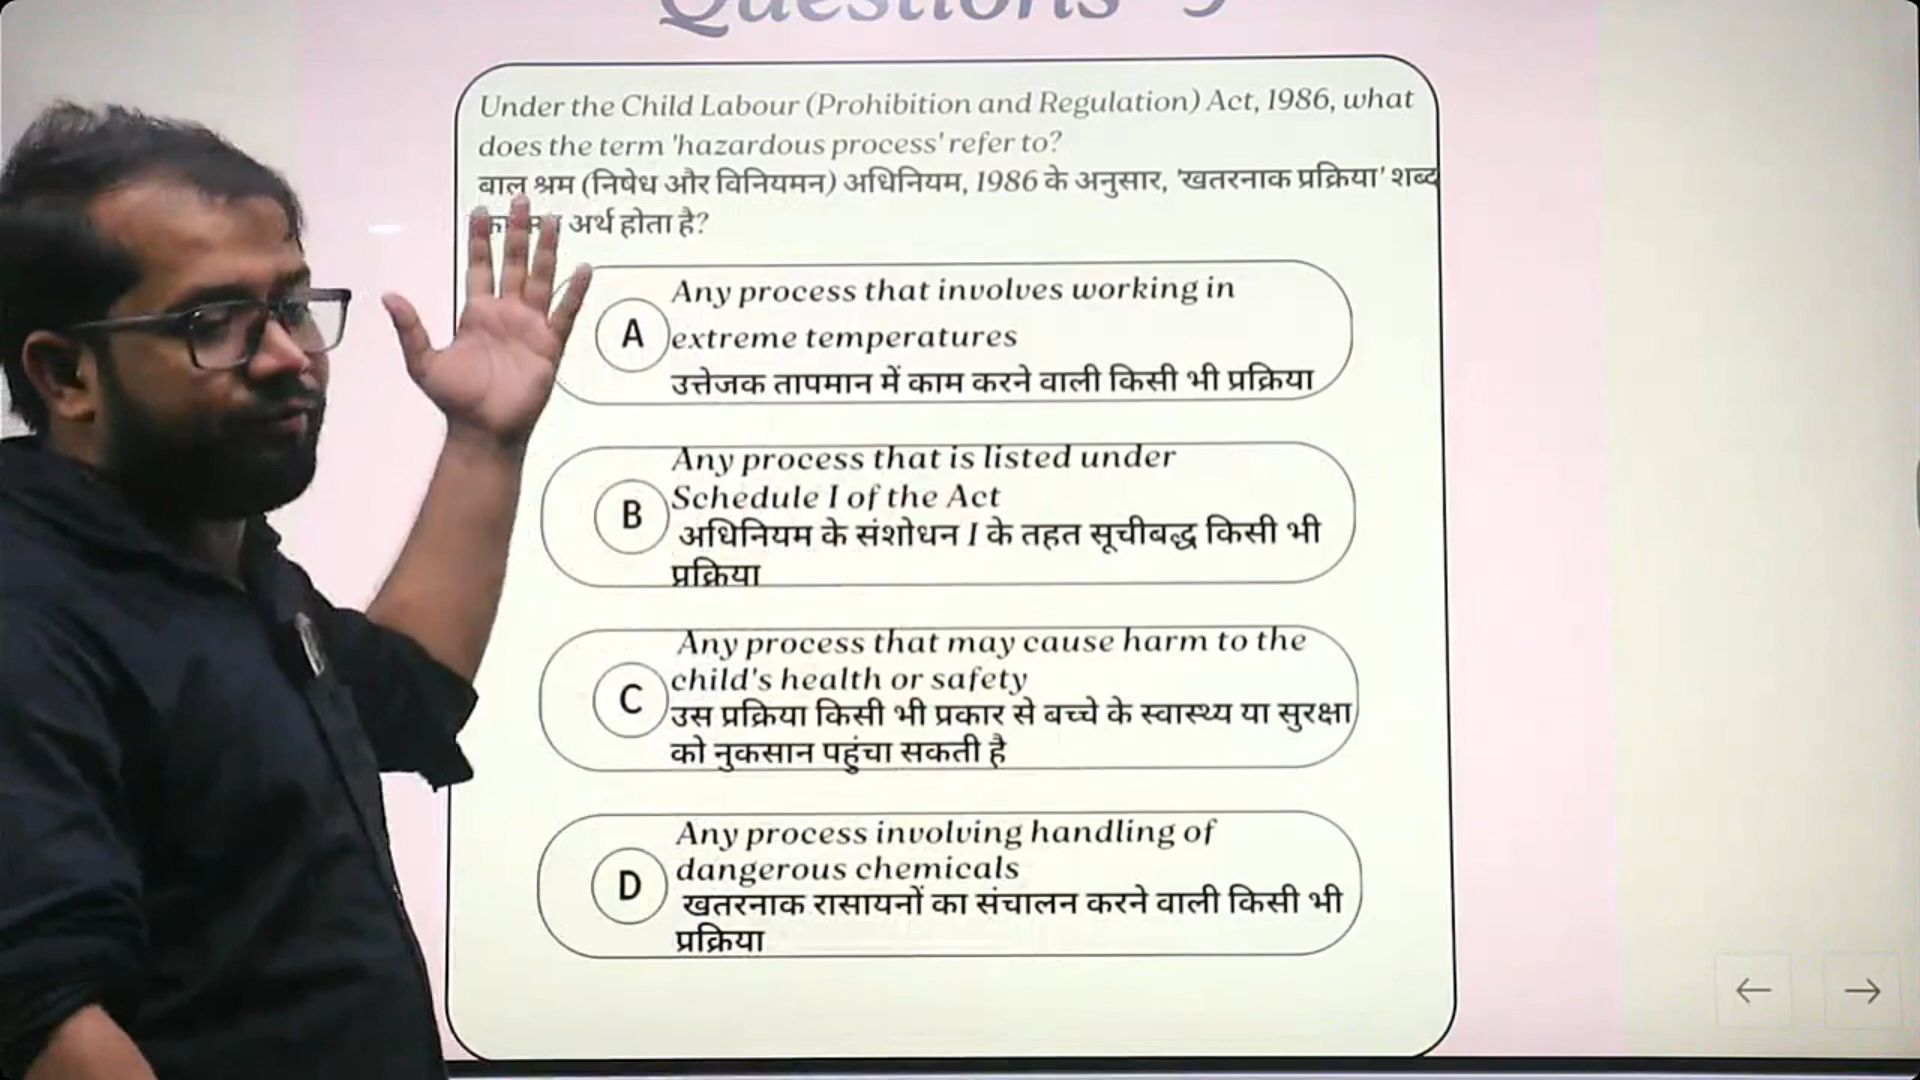 Under the Child Labour (Prohibition and Regulation) Act, 1986, what
does the term 'hazardous process' refer to?
बाल श्रम (निषेध और विनियमन) अधिनियम, 1986 के अनुसार, 'खतरनाक प्रक्रिया' शब्द
अर्थ होता है?
Any process that involves working in
A extreme temperatures
उत्तेजक तापमान में काम करने वाली किसी भी प्रक्रिया
Any process that is listed under
B Schedule I of the Act
अधिनियम के संशोधन I के तहत सूचीबद्ध किसी भी
प्रक्रिया
Any process that may cause harm to the
C child's health or safety
उस प्रक्रिया किसी भी प्रकार से बच्चे के स्वास्थ्य या सुरक्षा
को नुकसान पहुंचा सकती है
Any process involving handling of
D dangerous chemicals
खतरनाक रासायनों का संचालन करने वाली किसी भी
प्रक्रिया